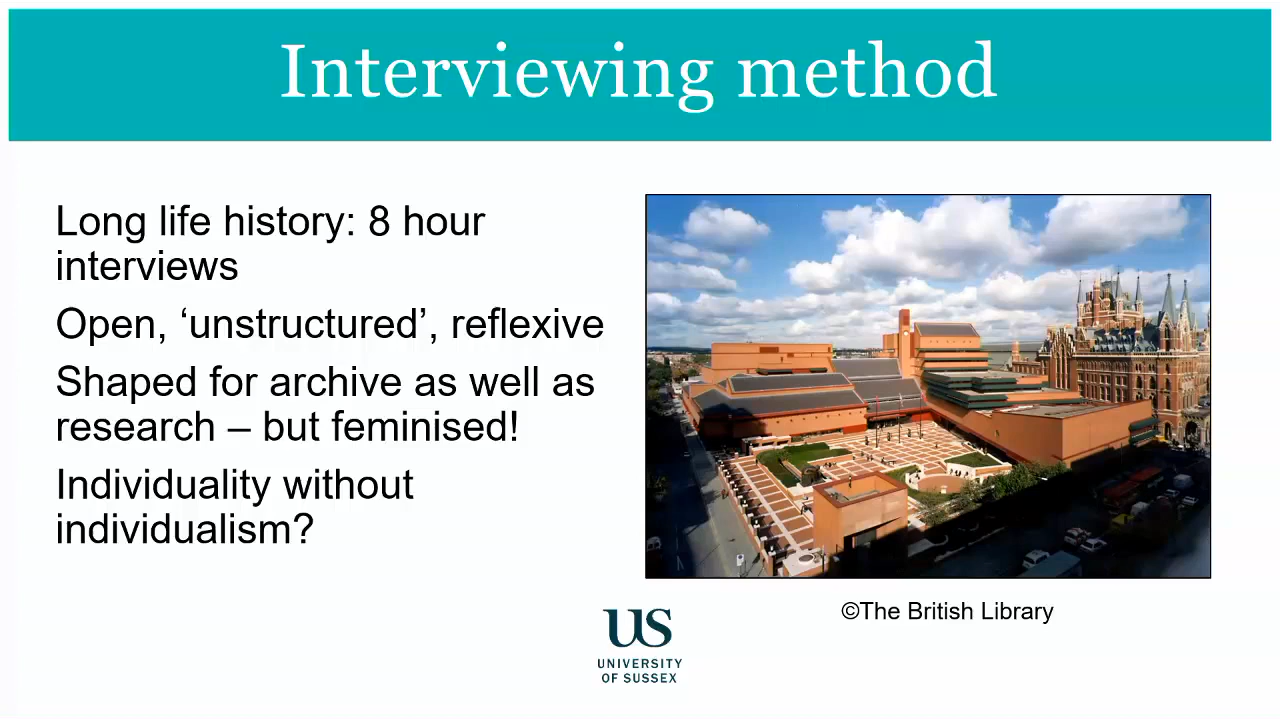 Interviewing method
Long life history: 8 hour
interviews
Open, ‘unstructured’, reflexive
Shaped for archive as well as
research – but feminised!
Individuality without
individualism?
©The British Library
US
UNIVERSITY
OF SUSSEX